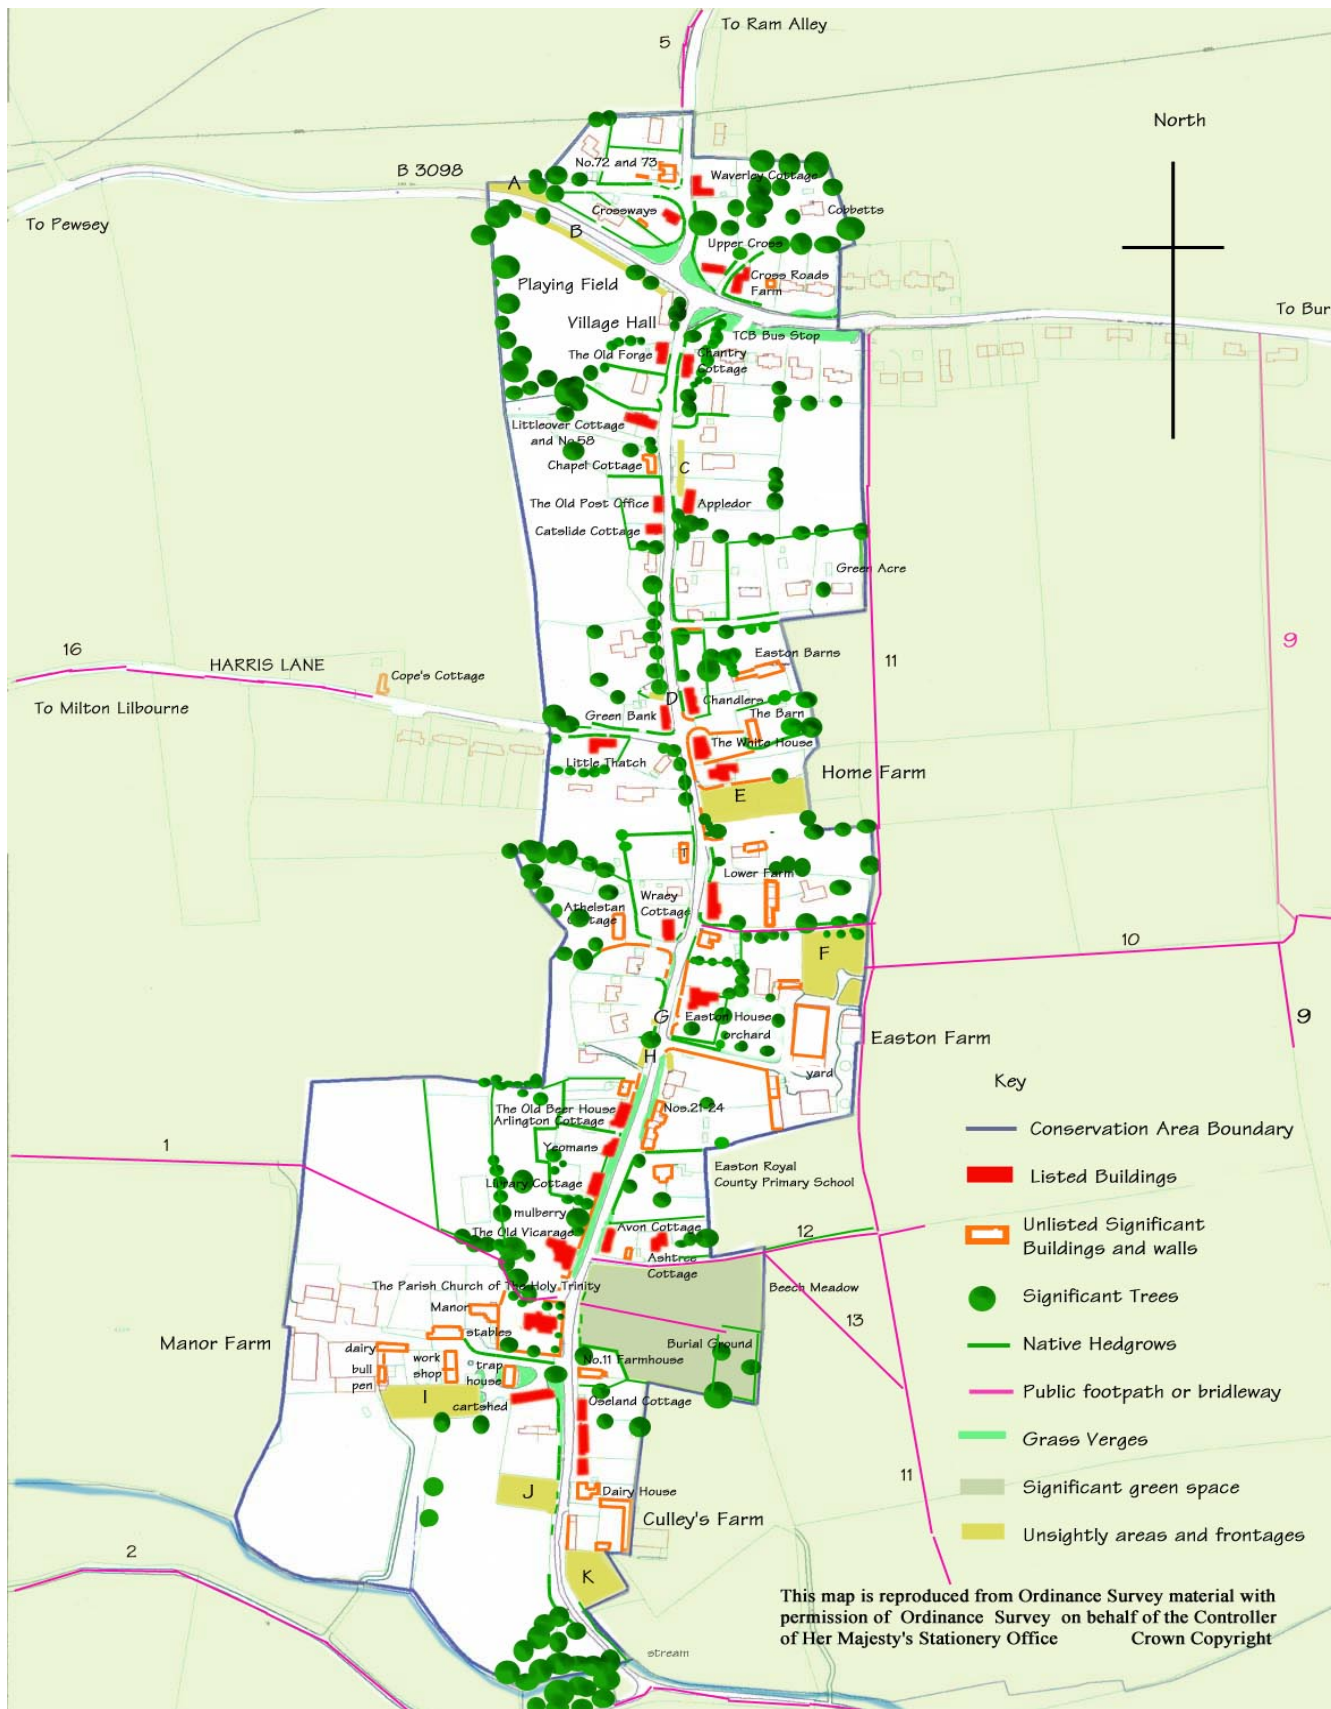 To Ram Alley
5
North
No.72 and 73
B 3098
A
Waverley Cottage
To Pewsey
Crossways
Cobbetts
B
Upper Cross
Playing Field
Cross Roads
Farm
To Bur
Village Hall
TCB Bus Stop
The Old Forge
Chantry
Cottage
Littleover Cottage
and No.58
Chapel Cottage
C
The Old Post Office
Appledor
Catslide Cottage
Green Acre
9
16
HARRIS LANE
11
Easton Barns
Cope's Cottage
To Milton Lilbourne
D
Chandlers
Green Bank
The Barn
The White House
Little Thatch
Home Farm
E
T
Lower Farm
Wraey
Cottage
Athelstan
Cottage
F
10
G
Easton House
orchard
9
Easton Farm
H
yard
Key
The Old Beer House
Arlington Cottage
Nos.21-24
Conservation Area Boundary
1
Yeomans
Easton Royal
County Primary School
Listed Buildings
Library Cottage
mulberry
The Old Vicarage
Avon Cottage
12
Unlisted Significant
Buildings and walls
Ashtree
Cottage
The Parish Church of The Holy Trinity
Beech Meadow
Significant Trees
Manor
13
Manor Farm
stables
Burial Ground
Native Hedgrows
dairy
work
shop
bull
pen
trap
house
No.11 Farmhouse
Public footpath or bridleway
I
cartshed
Oseland Cottage
Grass Verges
11
Significant green space
J
Dairy House
Culley's Farm
Unsightly areas and frontages
2
K
This map is reproduced from Ordinance Survey material with
permission of Ordinance Survey on behalf of the Controller
of Her Majesty's Stationery Office Crown Copyright
stream